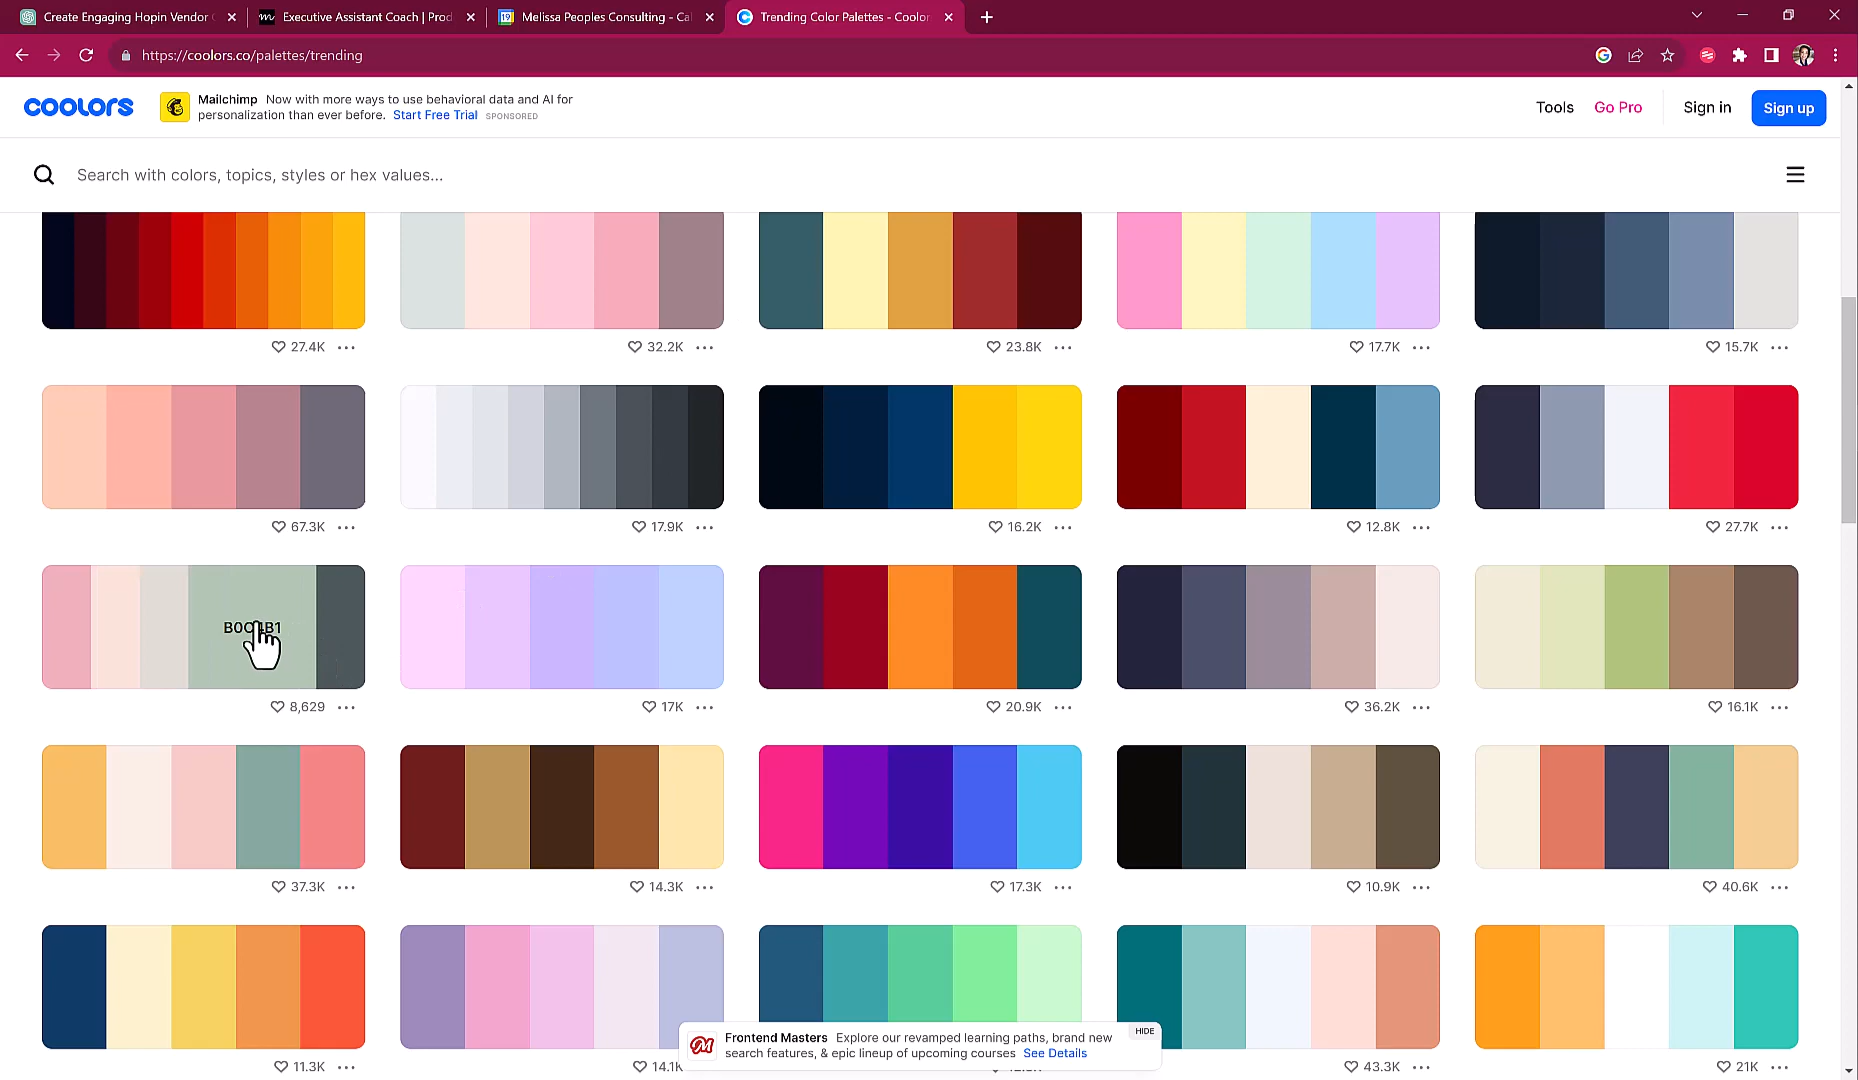 Create Engaging Hopin Vendor
Executive Assistant Coach | Prod
19
Melissa Peoples Consulting - Cal
Trending Color Palettes - Coolor
https://coolors.co/palettes/trending
coolors
Mailchimp Now with more ways to use behavioral data and AI for
personalization than ever before. Start Free Trial SPONSORED
Tools
Go Pro
Sign in
Sign up
Search with colors, topics, styles or hex values...
27.4K
32.2K
23.8K
17.7K
15.7K
67.3K
17.9K
16.2K
12.8K
27.7K
8,629
17K
20.9K
36.2K
16.1K
37.3K
14.3K
17.3K
10.9K
40.6K
HIDE
Frontend Masters Explore our revamped learning paths, brand new
search features, & epic lineup of upcoming courses See Details
11.3K
14.1K
43.3K
21K